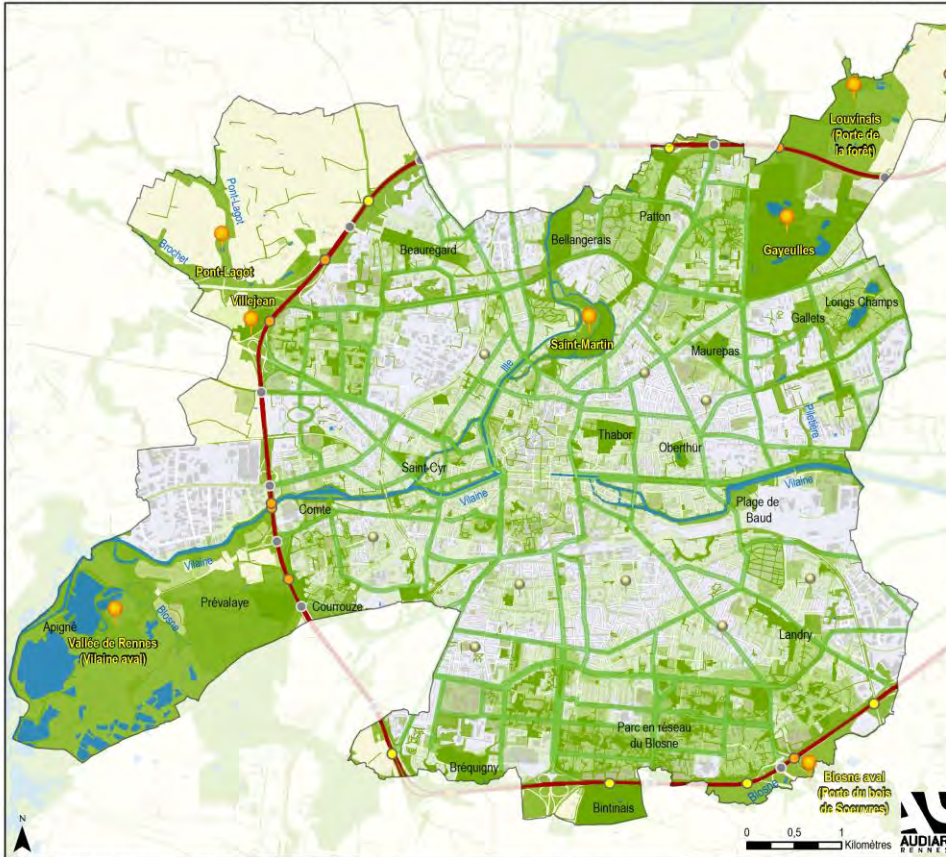 Louvinais
(Porte de
la forêt)
Pont-Lagot
Patton
Brochet
Beauregard
Bellangerais
Gayeulles
Pont-Lagot
Villejean
Longs Champs
Gallets
Saint-Martin
Maurepas
Ille
Piletière
Thabor
Oberthür
Saint-Cyr
Vilaine
Vilaine
Comte
Plage de
Baud
Vilaine
Prévalaye
Courrouze
Blosne
Apigné
Vallée de Rennes
(Vilaine aval)
Landry
Parc en réseau
du Blosne
Bréquigny
Blosne
Blosne aval
(Porte du bois
de Soeuvres)
Bintinais
N
0 0,5 1
Kilomètres
AUDIAR
RENNES